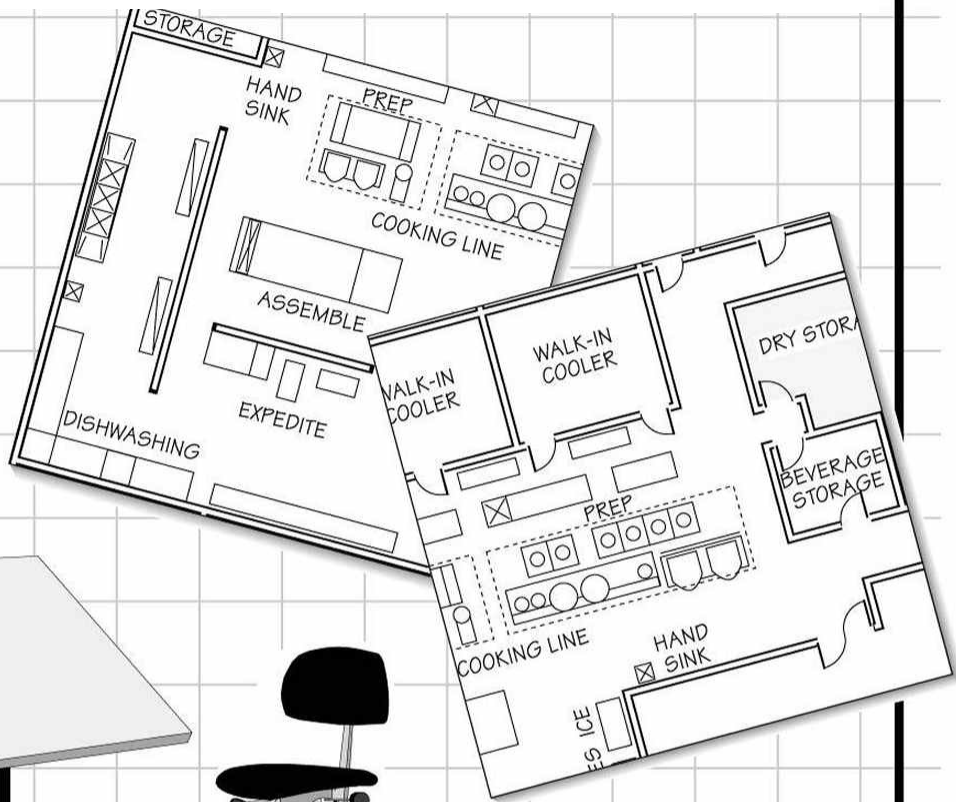 STORAGE
HAND
SINK
PREP
COOKING LINE
ASSEMBLE
EXPEDITE
DISHWASHING
WALK-IN
COOLER
WALK-IN
COOLER
DRY STORA
BEVERAGE
STORAGE
PREP
COOKING LINE
HAND
SINK
ICE
ES